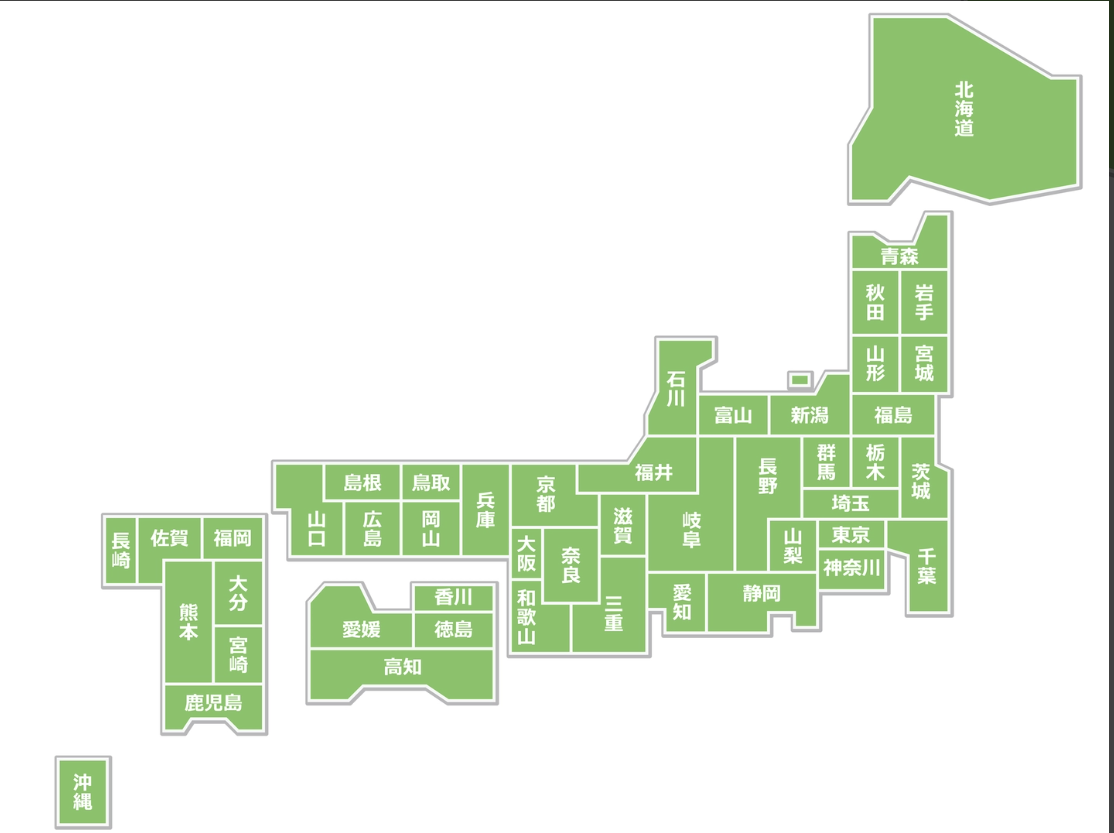 北海道
青森
秋田
岩手
山形
宮城
石川
富山
新潟
福島
福井
長野
群馬
栃木
茨城
島根
鳥取
兵庫
京都
滋賀
岐阜
埼玉
山口
広島
岡山
大阪
奈良
山梨
東京
千葉
神奈川
長崎
佐賀
福岡
大分
熊本
香川
愛媛
徳島
和歌山
三重
愛知
静岡
宮崎
高知
鹿児島
沖縄